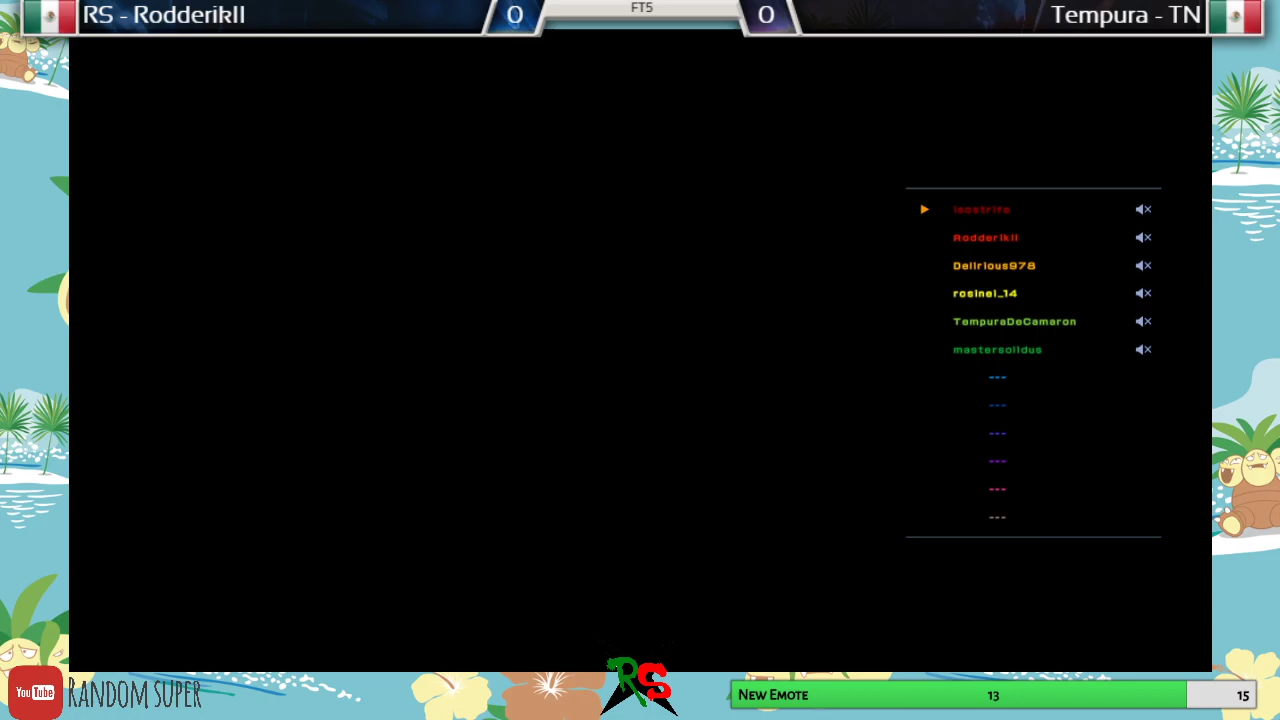 RS - RodderikII
0
FT5
0
Tempura - TN
Isostrife
RodderikII
Delirious978
rosinel_14
TempuraDeCamaron
mastersolidus
---
---
---
---
---
---
YouTube
RANDOM SUPER
RS
NEW EMOTE
13
15